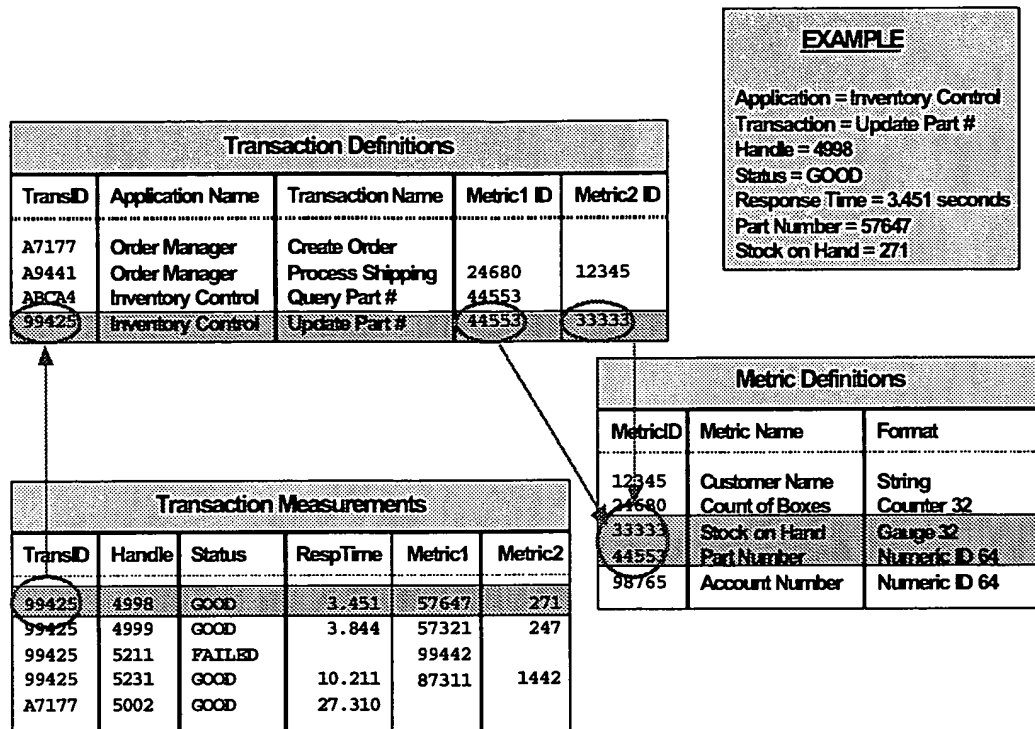 EXAMPLE
Application = Inventory Control
Transaction = Update Part #
Handle = 4998
Status = GOOD
Response Time = 3.451 seconds
Part Number = 57647
Stock on Hand = 271
Transaction Definitions
TransID Application Name Transaction Name Metric1 ID Metric2 ID
A7177 Order Manager Create Order
A9441 Order Manager Process Shipping 24680 12345
ABCA4 Inventory Control Query Part # 44553
99425 Inventory Control Update Part # 44553 33333
Metric Definitions
MetricID Metric Name Format
12345 Customer Name String
24680 Count of Boxes Counter 32
33333 Stock on Hand Gauge 32
44553 Part Number Numeric ID 64
98765 Account Number Numeric ID 64
Transaction Measurements
TransID Handle Status RespTime Metric1 Metric2
99425 4998 GOOD 3.451 57647 271
99425 4999 GOOD 3.844 57321 247
99425 5211 FAILED 99442
99425 5231 GOOD 10.211 87311 1442
A7177 5002 GOOD 27.310